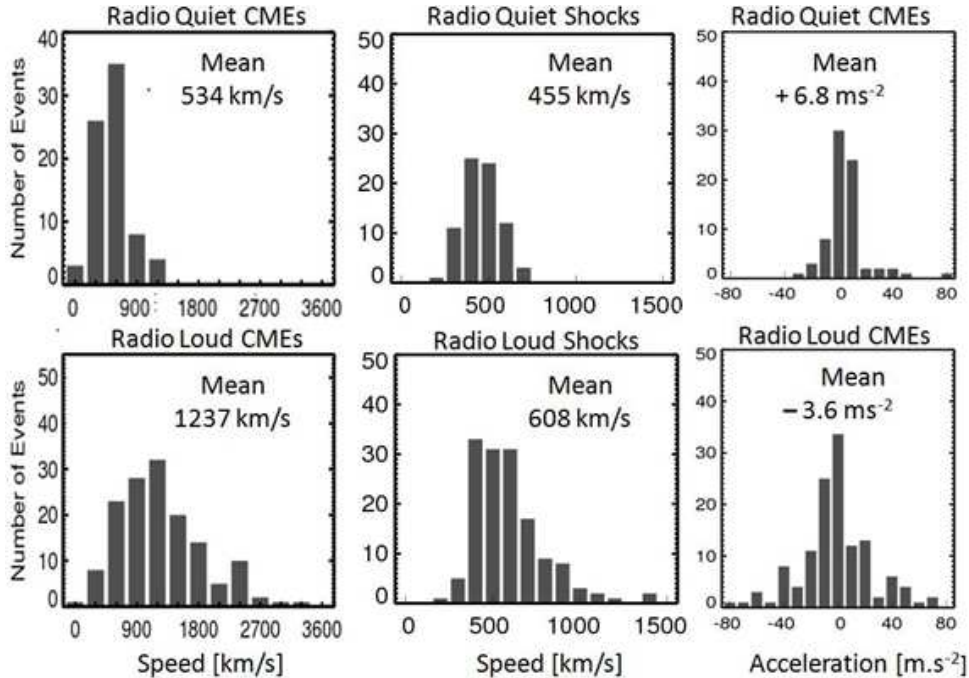 Radio Quiet CMEs
Number of Events
40
30
20
10
0
Mean
534 km/s
0 900 1800 2700 3600
Radio Quiet Shocks
50
40
30
20
10
0
Mean
455 km/s
0 500 1000 1500
Radio Quiet CMEs
50
40
30
20
10
0
Mean
+ 6.8 ms⁻²
-80 -40 0 40 80
Radio Loud CMEs
Number of Events
50
40
30
20
10
0
Mean
1237 km/s
0 900 1800 2700 3600
Speed [km/s]
Radio Loud Shocks
50
40
30
20
10
0
Mean
608 km/s
0 500 1000 1500
Speed [km/s]
Radio Loud CMEs
50
40
30
20
10
0
Mean
– 3.6 ms⁻²
-80 -40 0 40 80
Acceleration [m.s⁻²]